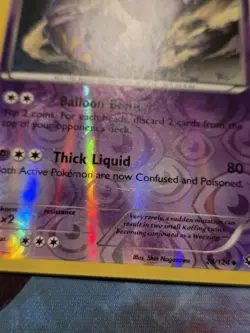 Balloon Bomb
Flip 2 coins. For each heads, discard 2 cards from the
top of your opponent's deck.
Thick Liquid 80
Both Active Pokémon are now Confused and Poisoned.
x2
resistance
Very rarely, a sudden mutation can
result in two small Koffing twins
becoming conjoined as a Weezing.
Illus. Shin Nagasawa
/124